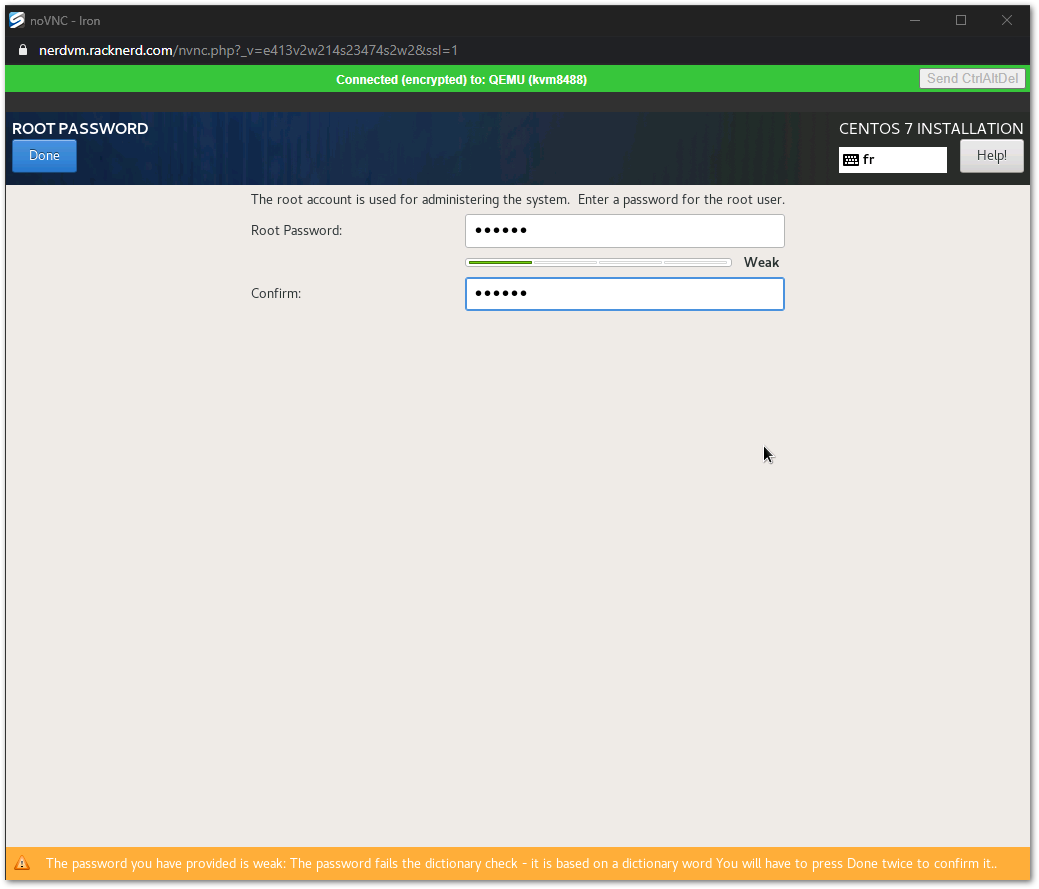 noVNC - Iron
nerdvm.racknerd.com/nvnc.php?_v=e413v2w214s23474s2w2&ssl=1
Connected (encrypted) to: QEMU (kvm8488)
Send CtrlAltDel
ROOT PASSWORD
CENTOS 7 INSTALLATION
Done
fr
Help!
The root account is used for administering the system.  Enter a password for the root user.
Root Password:
••••••
Weak
Confirm:
••••••
The password you have provided is weak: The password fails the dictionary check - it is based on a dictionary word You will have to press Done twice to confirm it..